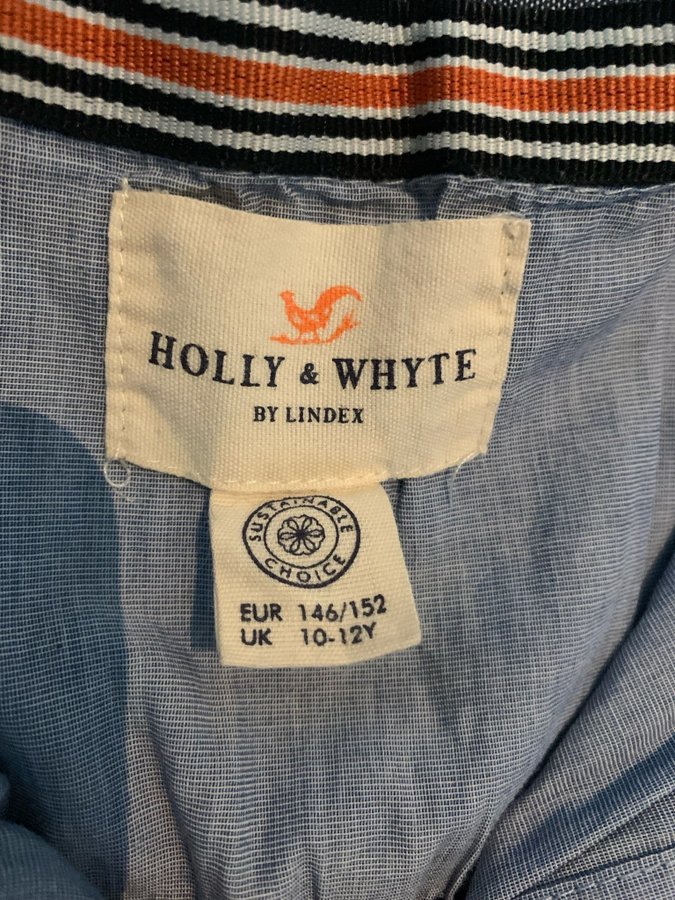 HOLLY & WHYTE
BY LINDEX
SUSTAINABLE
CHOICE
EUR 146/152
UK 10-12Y